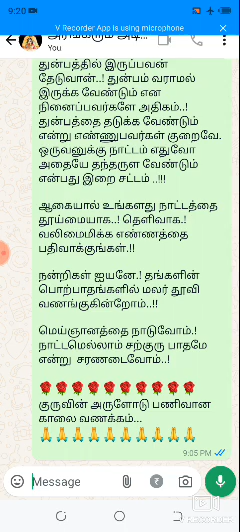 9:20
V Recorder App is using microphone
You
துன்பத்தில் இருப்பவன்
தேடுவான்..! துன்பம் வராமல்
இருக்க வேண்டும் என
நினைப்பவர்களே அதிகம்..!
துன்பத்தை தடுக்க வேண்டும்
என்று எண்ணுபவர்கள் குறைவே.
ஒருவனுக்கு நாட்டம் எதுவோ
அதையே தந்தருள வேண்டும்
என்பது இறை சட்டம் ..!!!
ஆகையால் உங்களது நாட்டத்தை
தூய்மையாக..! தெளிவாக.!
வலிமைமிக்க எண்ணத்தை
பதிவாக்குங்கள்.!!
நன்றிகள் ஐயனே.! தங்களின்
பொற்பாதங்களில் மலர் தூவி
வணங்குகின்றோம்..!!
மெய்ஞானத்தை நாடுவோம்.!
நாட்டமெல்லாம் சற்குரு பாதமே
என்று சரணடைவோம்..!
🌹🌹🌹🌹🌹🌹🌹🌹🌹🌹
குருவின் அருளோடு பணிவான
காலை வணக்கம்...
🙏🙏🙏🙏🙏🙏🙏🙏🙏🙏
9:05 PM
Message